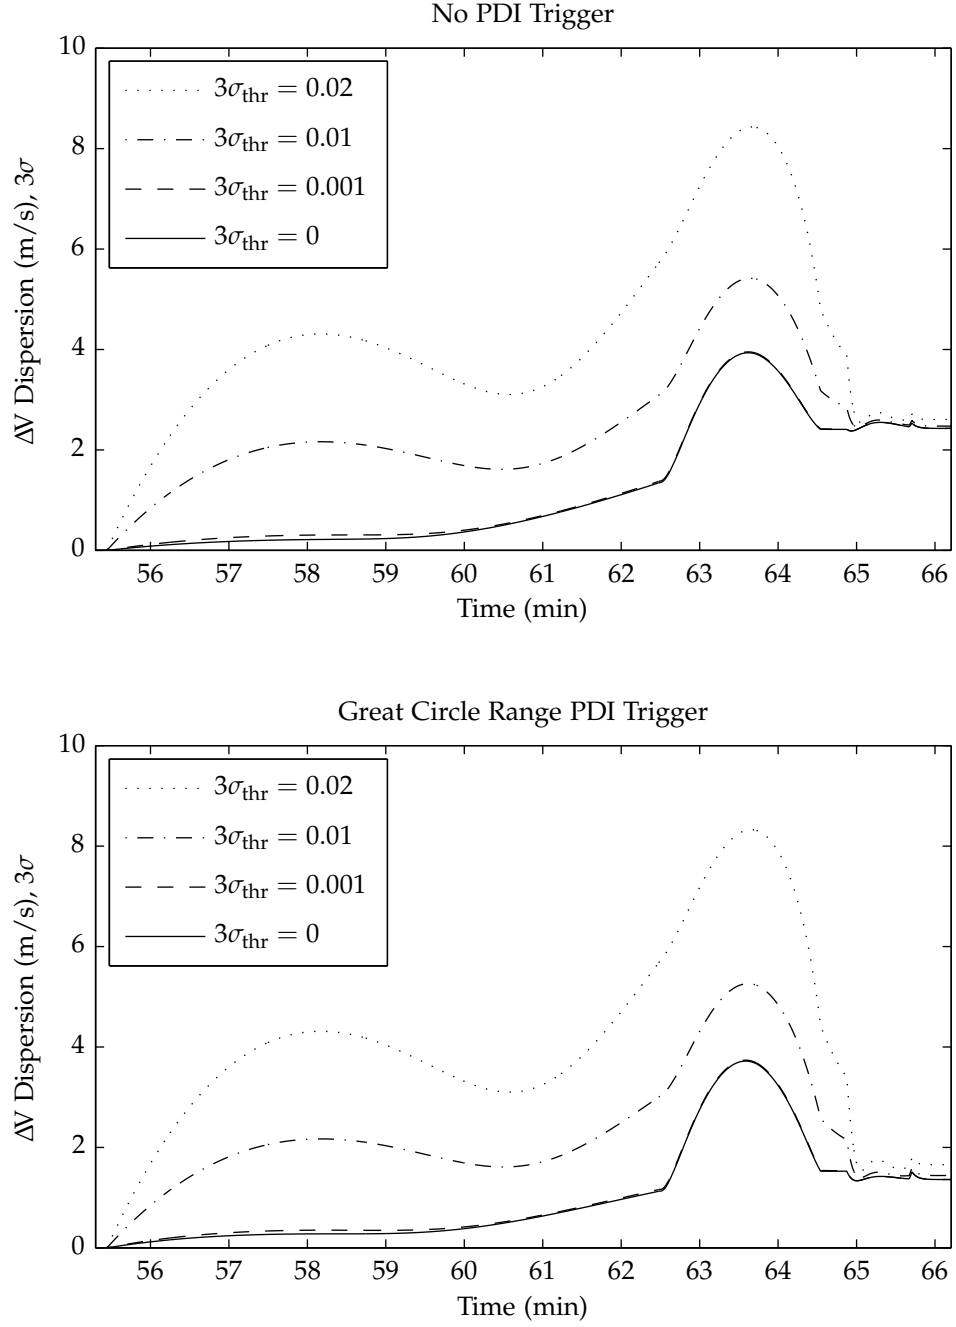 No PDI Trigger
10
8
6
4
2
0
ΔV Dispersion (m/s), 3σ
3σthr = 0.02
3σthr = 0.01
3σthr = 0.001
3σthr = 0
56 57 58 59 60 61 62 63 64 65 66
Time (min)
Great Circle Range PDI Trigger
10
8
6
4
2
0
ΔV Dispersion (m/s), 3σ
3σthr = 0.02
3σthr = 0.01
3σthr = 0.001
3σthr = 0
56 57 58 59 60 61 62 63 64 65 66
Time (min)